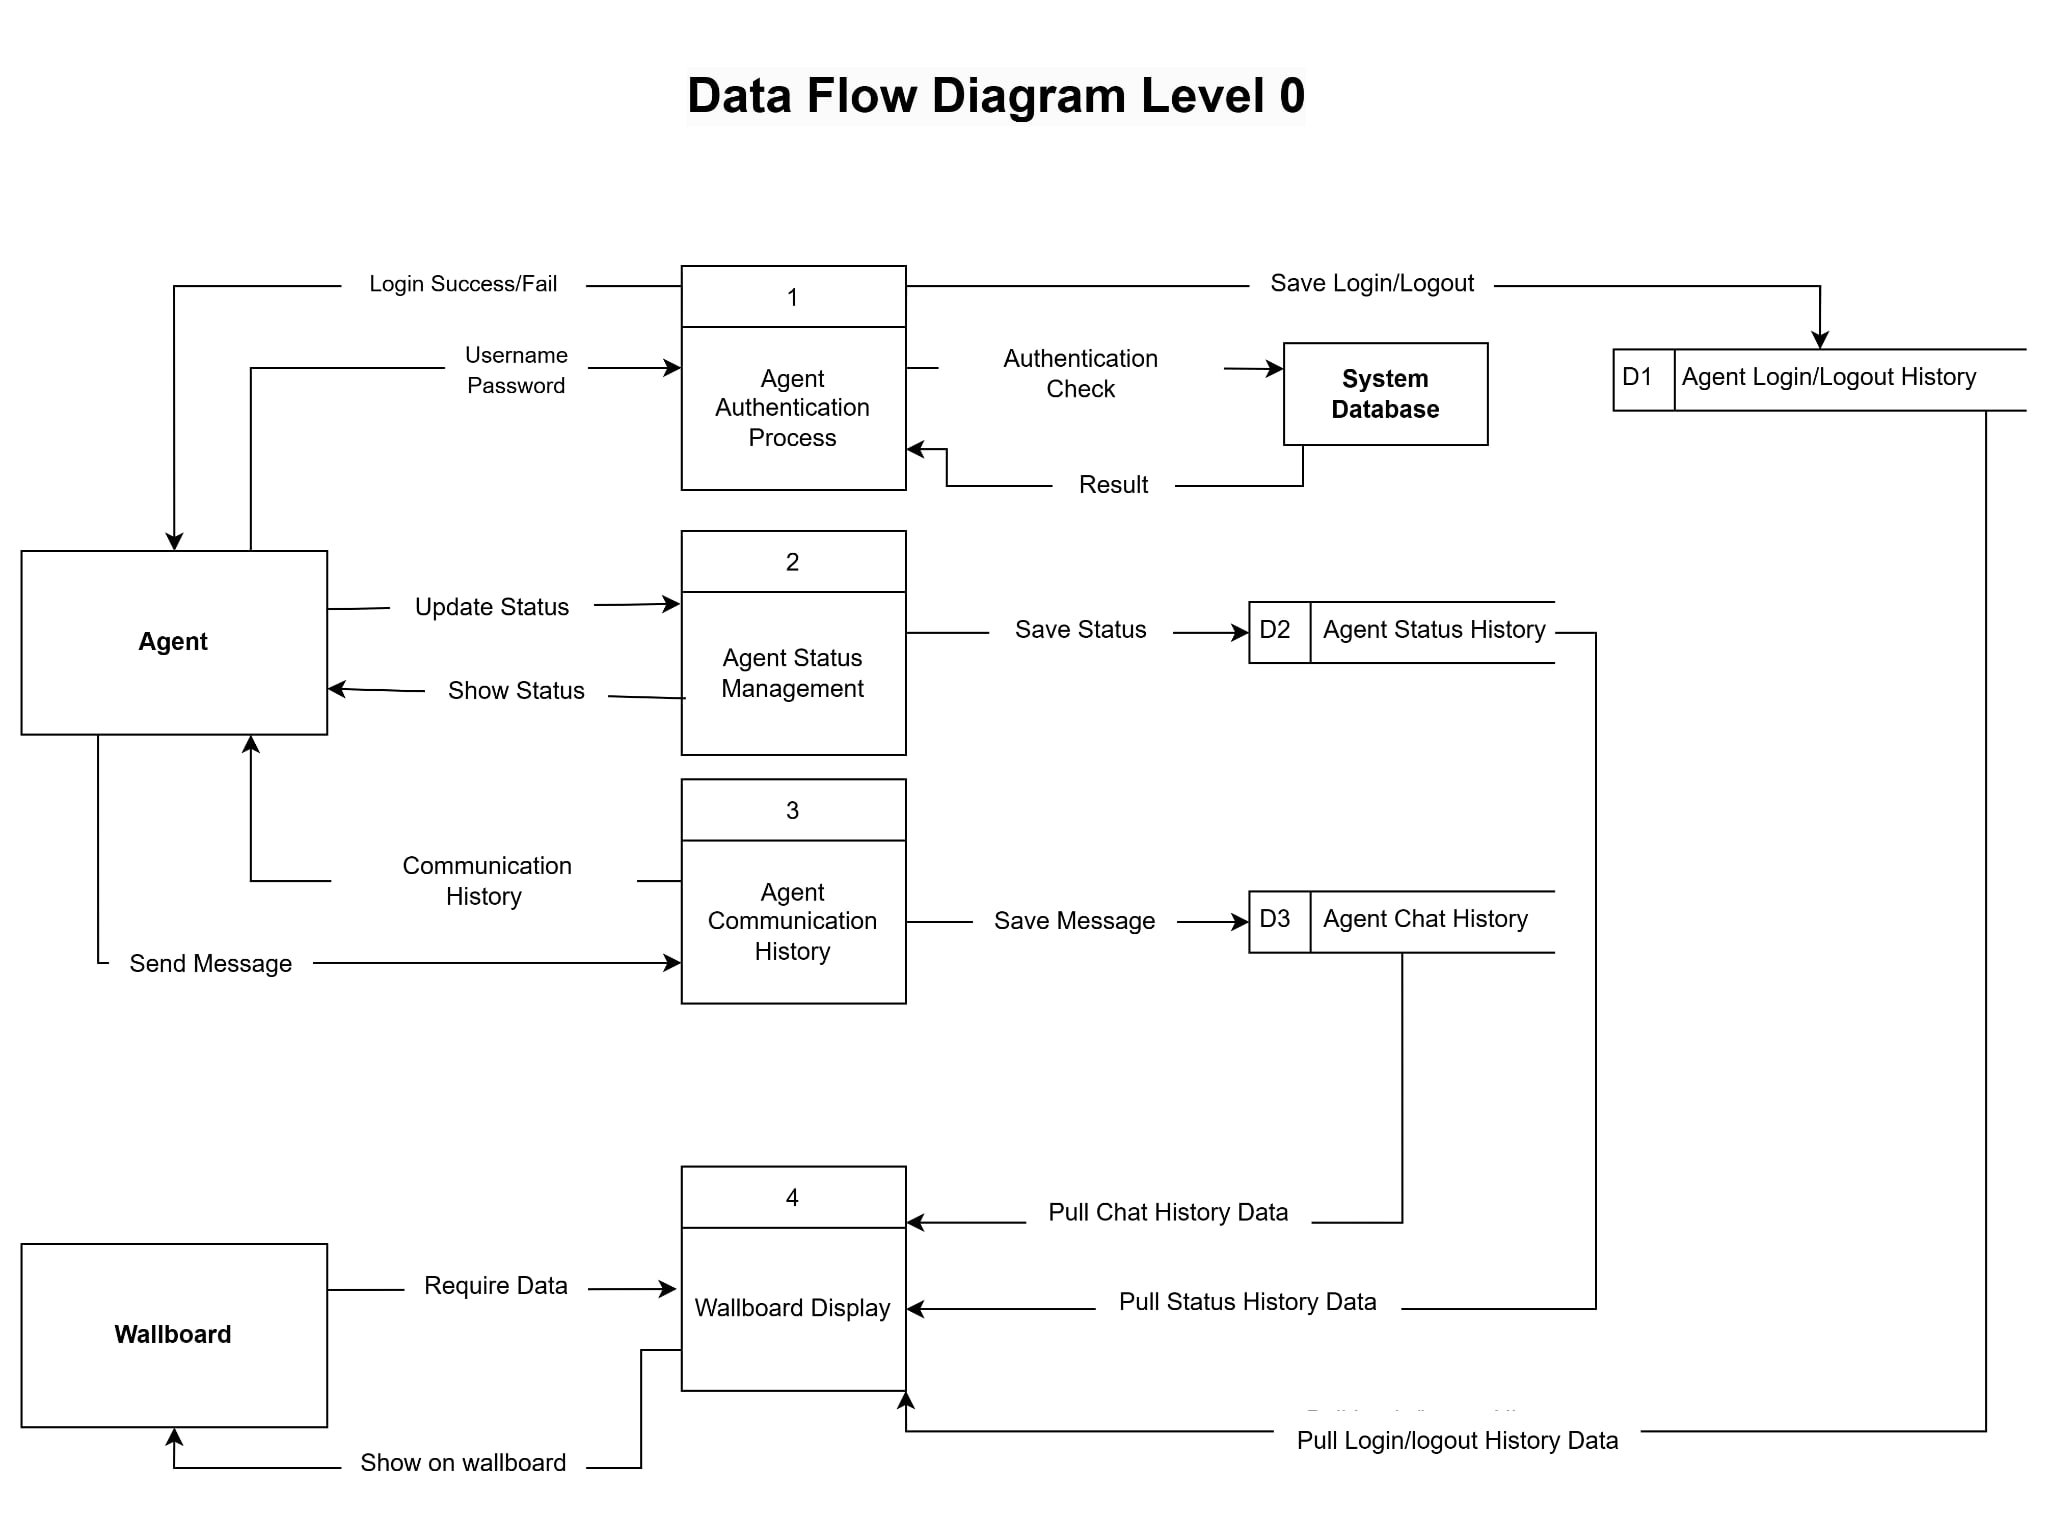 Data Flow Diagram Level 0
Login Success/Fail
1
Save Login/Logout
Username
Password
Agent
Authentication
Process
Authentication
Check
System
Database
D1
Agent Login/Logout History
Result
Agent
Update Status
2
Show Status
Agent Status
Management
Save Status
D2
Agent Status History
3
Communication
History
Agent
Communication
History
Save Message
D3
Agent Chat History
Send Message
4
Pull Chat History Data
Require Data
Wallboard
Wallboard Display
Pull Status History Data
Pull Login/logout History Data
Show on wallboard